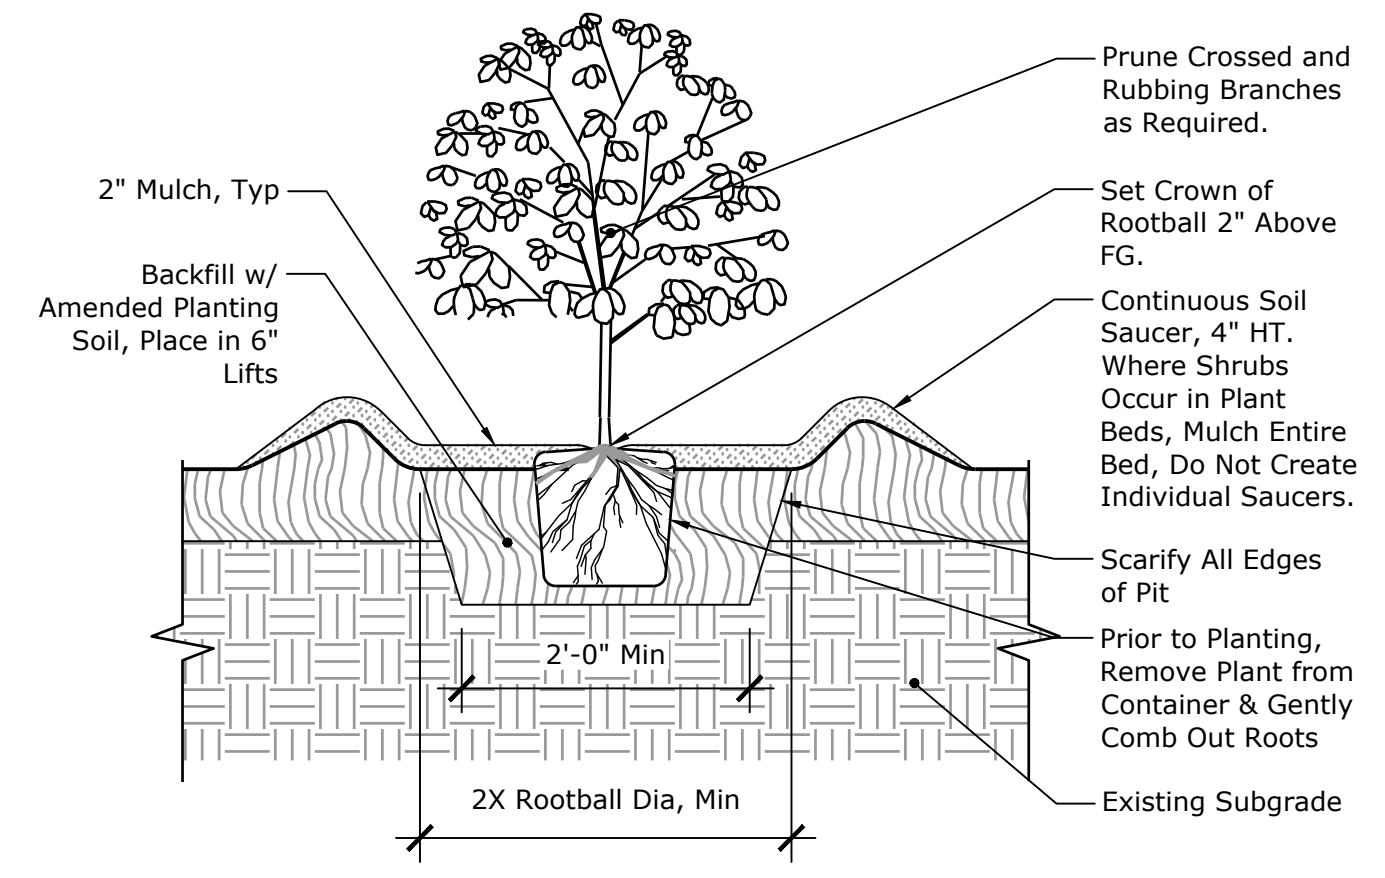 2" Mulch, Typ
Backfill w/
Amended Planting
Soil, Place in 6"
Lifts
Prune Crossed and
Rubbing Branches
as Required.
Set Crown of
Rootball 2" Above
FG.
Continuous Soil
Saucer, 4" HT.
Where Shrubs
Occur in Plant
Beds, Mulch Entire
Bed, Do Not Create
Individual Saucers.
Scarify All Edges
of Pit
Prior to Planting,
Remove Plant from
Container & Gently
Comb Out Roots
Existing Subgrade
2'-0" Min
2X Rootball Dia, Min